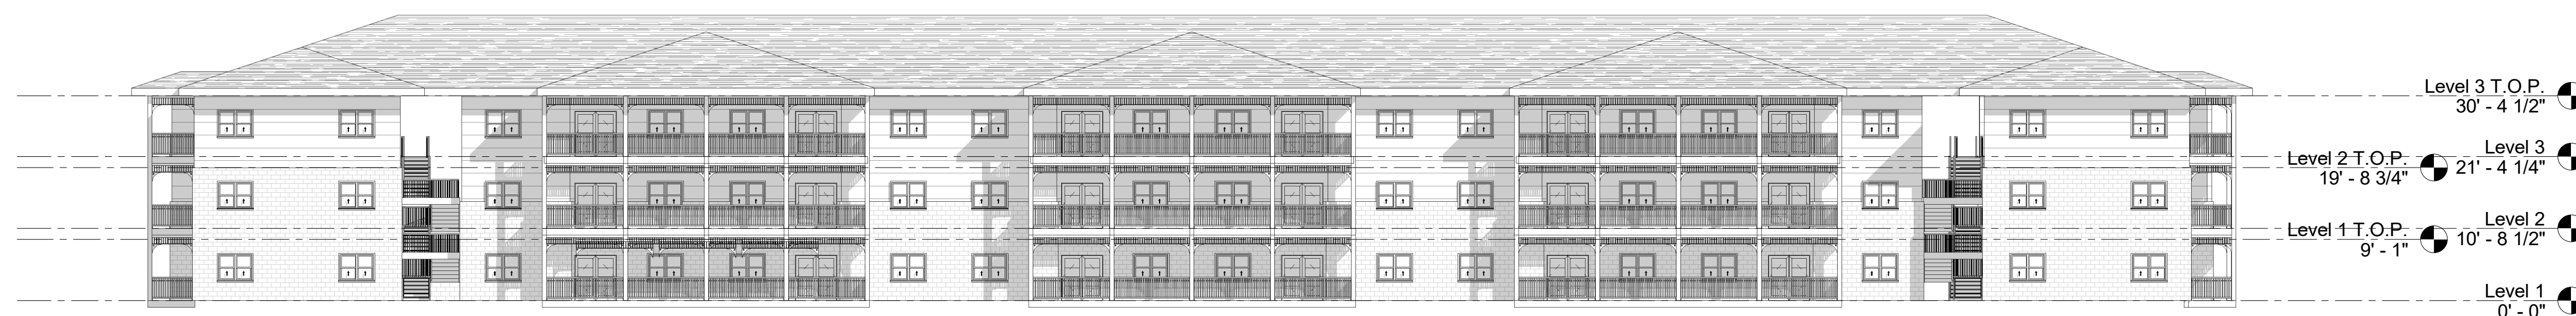 Level 3 T.O.P.
30' - 4 1/2"
Level 3
21' - 4 1/4"
Level 2 T.O.P.
19' - 8 3/4"
Level 2
10' - 8 1/2"
Level 1 T.O.P.
9' - 1"
Level 1
0' - 0"